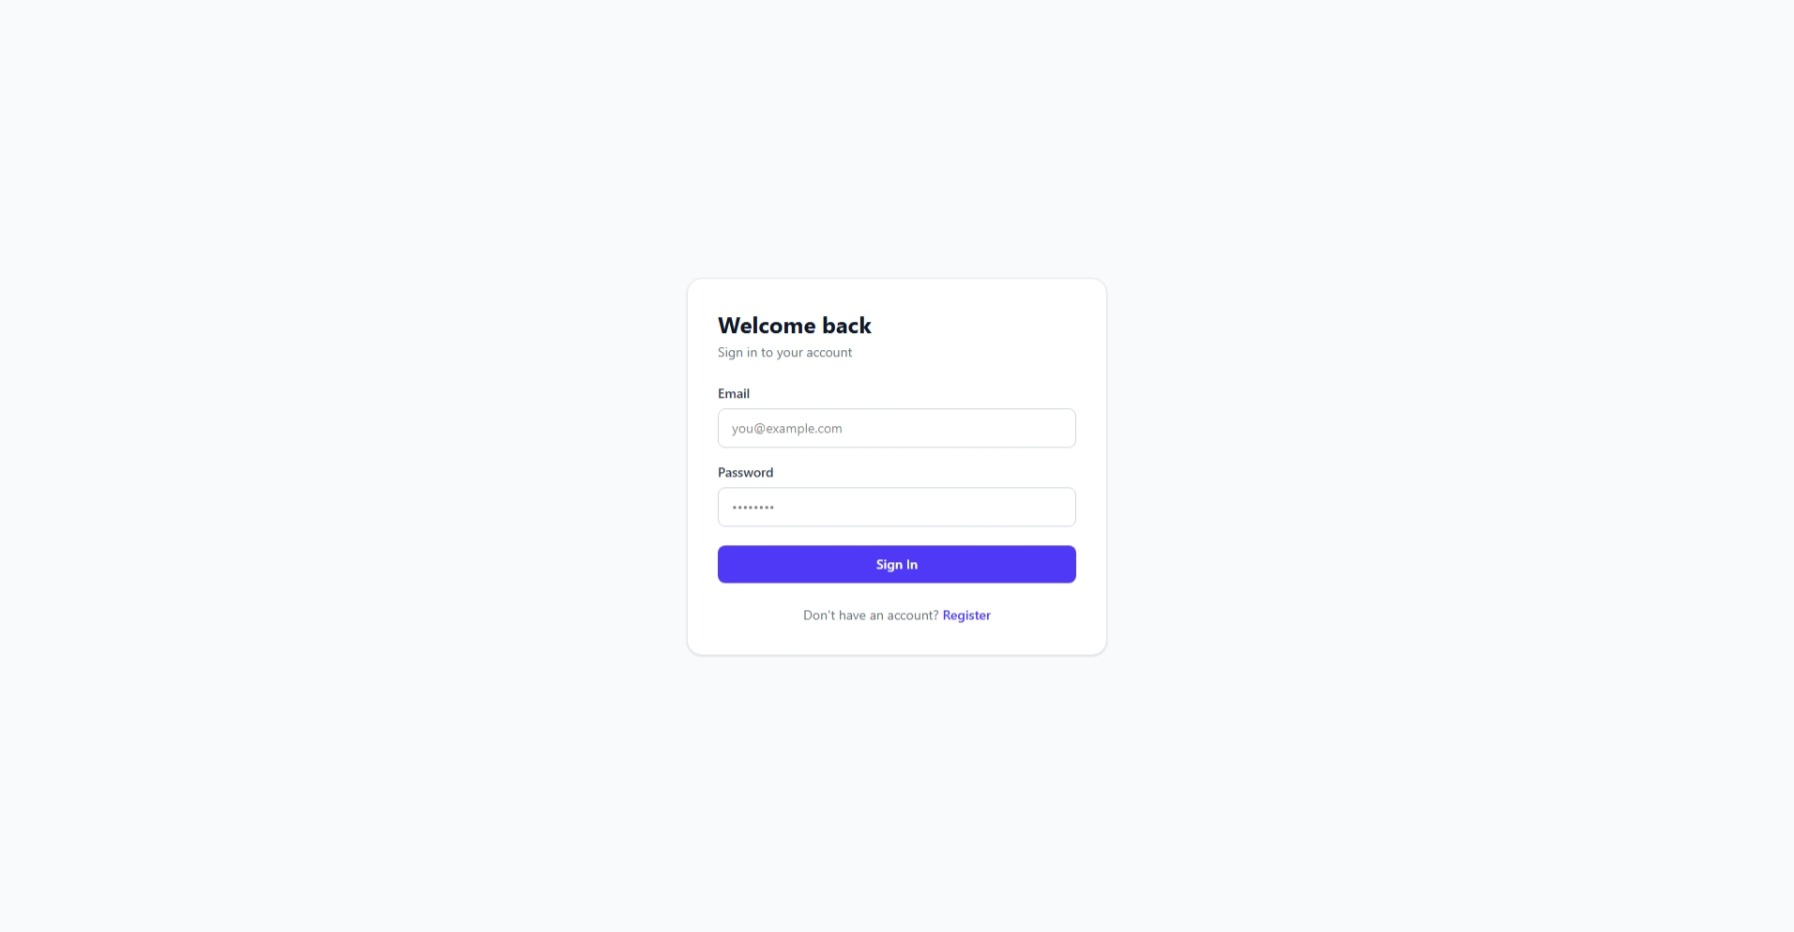 Welcome back
Sign in to your account
Email
you@example.com
Password
••••••••
Sign In
Don't have an account? Register